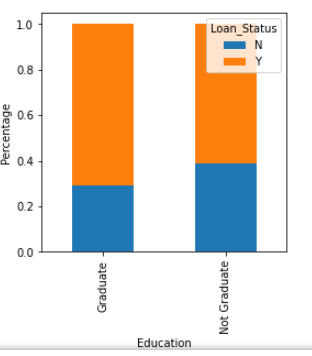 Loan_Status
N
Y
1.0
0.8
0.6
0.4
0.2
0.0
Percentage
Graduate
Not Graduate
Education